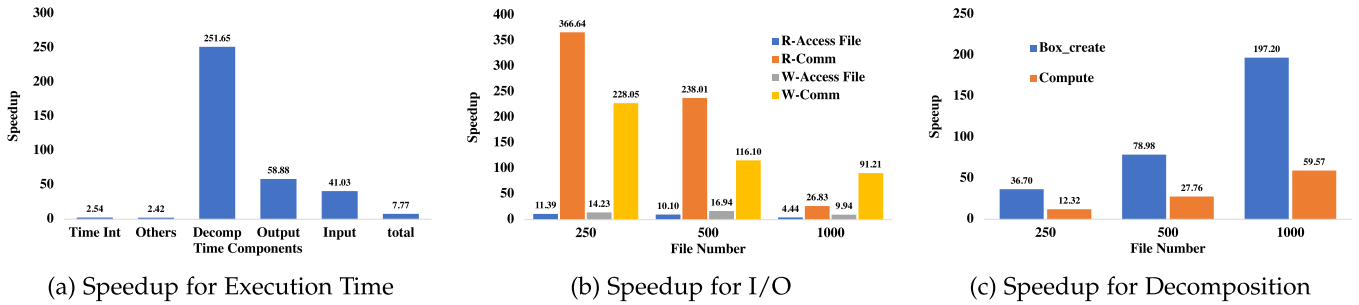 300
250
200
150
100
50
0
Speedup
2.54
2.42
251.65
58.88
41.03
7.77
Time Int Others Decomp Output Input total
Time Components
(a) Speedup for Execution Time
400
350
300
250
200
150
100
50
0
Speedup
R-Access File
R-Comm
W-Access File
W-Comm
11.39
366.64
14.23
228.05
10.10
238.01
16.94
116.10
4.44
26.83
9.94
91.21
250 500 1000
File Number
(b) Speedup for I/O
250
200
150
100
50
0
Speeup
Box_create
Compute
36.70
12.32
78.98
27.76
197.20
59.57
250 500 1000
File Number
(c) Speedup for Decomposition